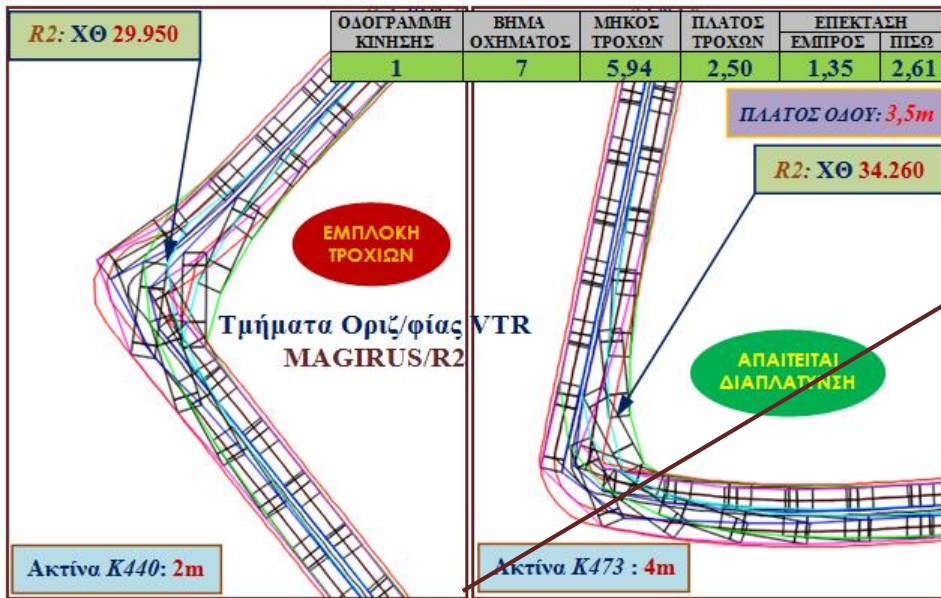 R2: ΧΘ 29.950
ΟΔΟΓΡΑΜΜΗ ΚΙΝΗΣΗΣ
ΒΗΜΑ ΟΧΗΜΑΤΟΣ
ΜΗΚΟΣ ΤΡΟΧΩΝ
ΠΛΑΤΟΣ ΤΡΟΧΩΝ
ΕΠΕΚΤΑΣΗ
ΕΜΠΡΟΣ ΠΙΣΩ
1 7 5,94 2,50 1,35 2,61
ΠΛΑΤΟΣ ΟΔΟΥ: 3,5m
R2: ΧΘ 34.260
ΕΜΠΛΟΚΗ
ΤΡΟΧΙΩΝ
Τμήματα Οριζ/φίας VTR
MAGIRUS/R2
ΑΠΑΙΤΕΙΤΑΙ
ΔΙΑΠΛΑΤΥΝΣΗ
Ακτίνα Κ440: 2m
Ακτίνα Κ473 : 4m